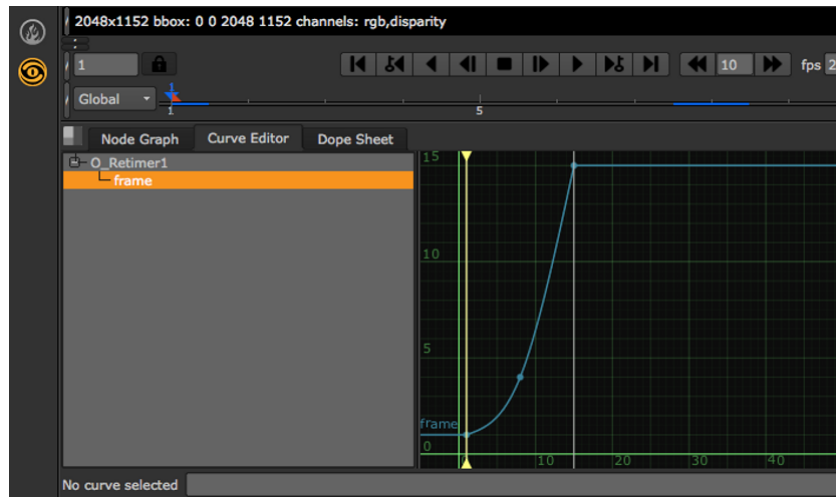 2048x1152 bbox: 0 0 2048 1152 channels: rgb,disparity
1 10 fps 2
Global 1 5
Node Graph Curve Editor Dope Sheet
O_Retimer1
frame
15
10
5
frame
0
10 20 30 40
No curve selected